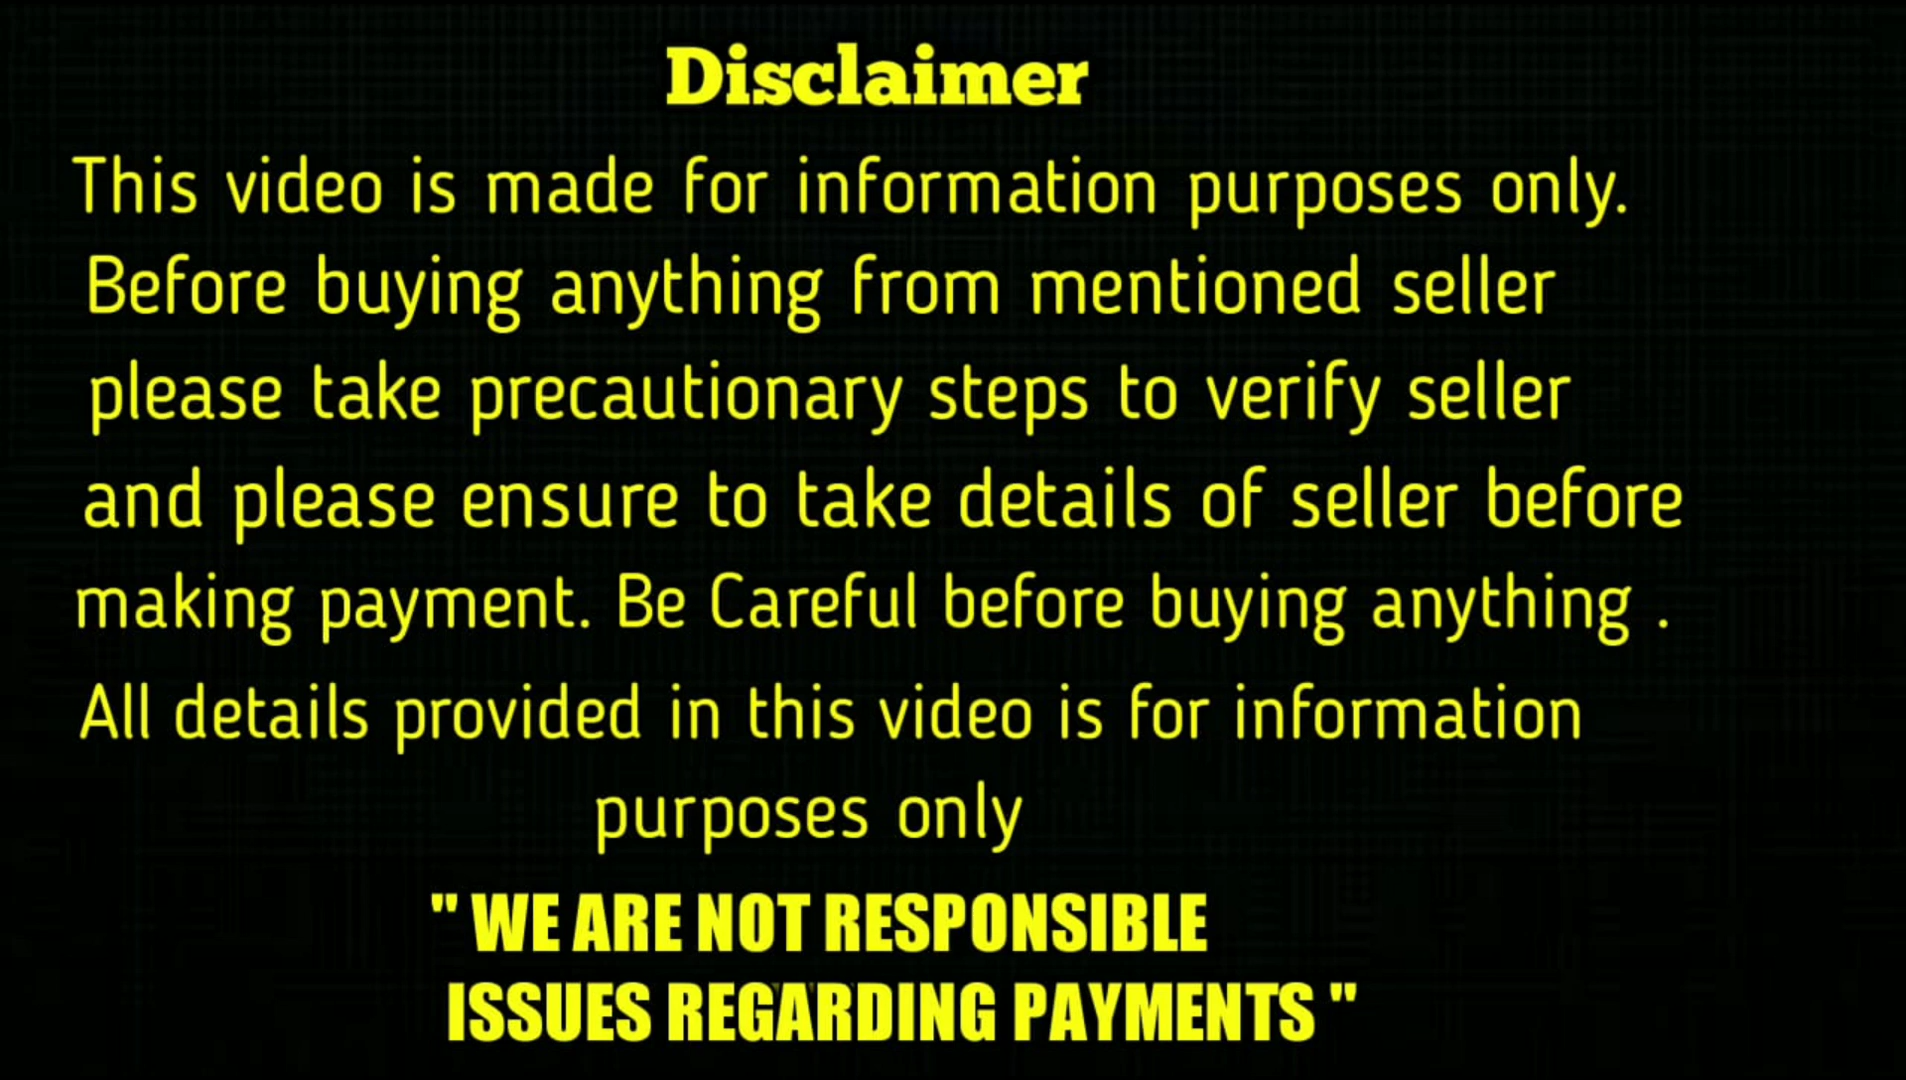 Disclaimer
This video is made for information purposes only.
Before buying anything from mentioned seller
please take precautionary steps to verify seller
and please ensure to take details of seller before
making payment. Be Careful before buying anything .
All details provided in this video is for information
purposes only
" WE ARE NOT RESPONSIBLE
ISSUES REGARDING PAYMENTS "